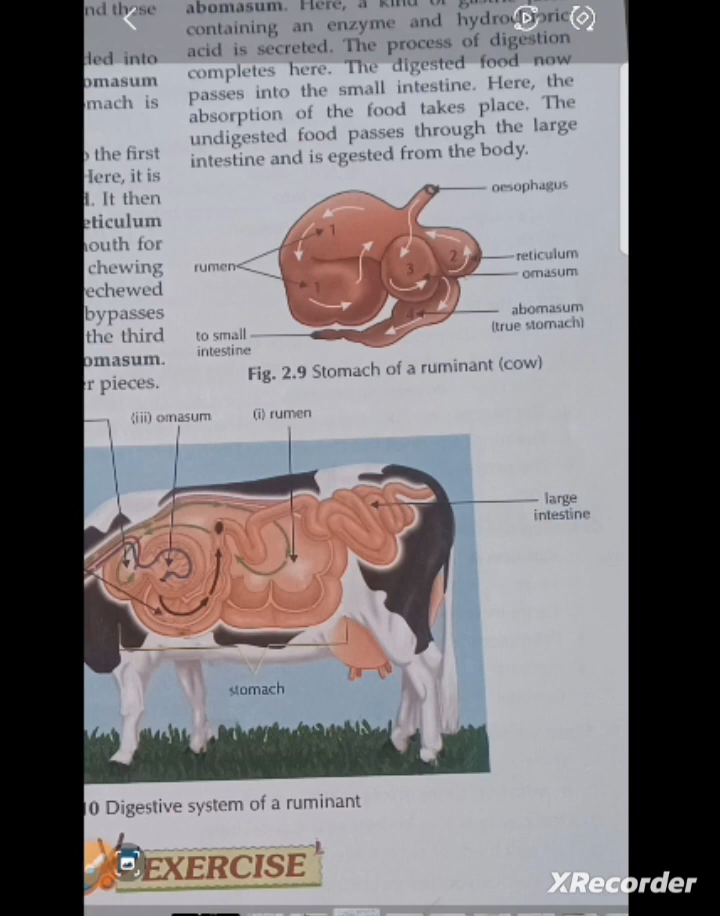 nd these
ded into
omasum
mach is
the first
Here, it is
It then
eticulum
mouth for
chewing
rechewed
bypasses
the third
omasum.
r pieces.
abomasum. Here, a kind of
containing an enzyme and
acid is secreted. The process of digestion
completes here. The digested food now
passes into the small intestine. Here, the
absorption of the food takes place. The
undigested food passes through the large
intestine and is egested from the body.
oesophagus
1
rumen
2
3
reticulum
omasum
1
4
abomasum
(true stomach)
to small
intestine
Fig. 2.9 Stomach of a ruminant (cow)
(iii) omasum
(i) rumen
large
intestine
stomach
10 Digestive system of a ruminant
EXERCISE
XRecorder